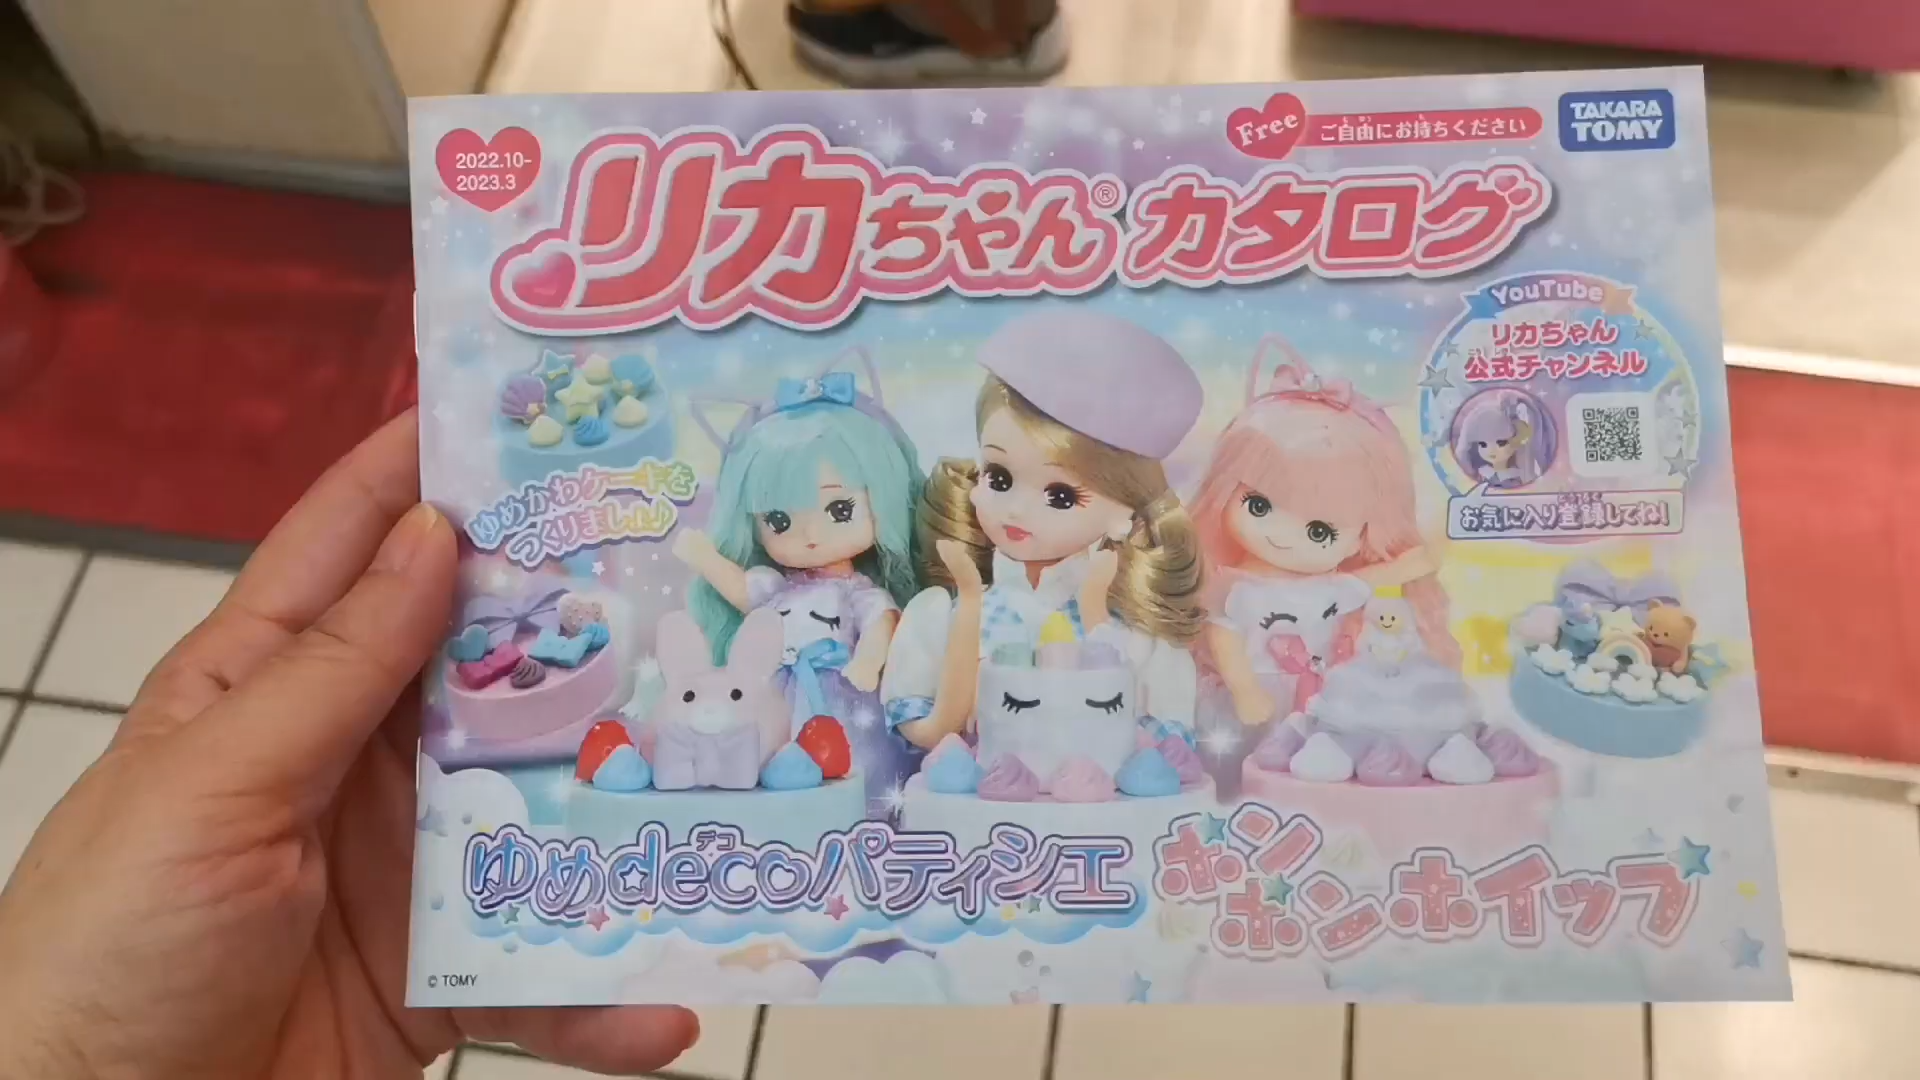 2022.10-
2023.3
Free
ご自由にお持ちください
TAKARA
TOMY
リカちゃん® カタログ
YouTube
リカちゃん
公式チャンネル
お気に入り登録してね!
ゆめかわケーキを
つくりましょ♪
ゆめdecoパティシエ
デコ
ポンポンホイップ
© TOMY